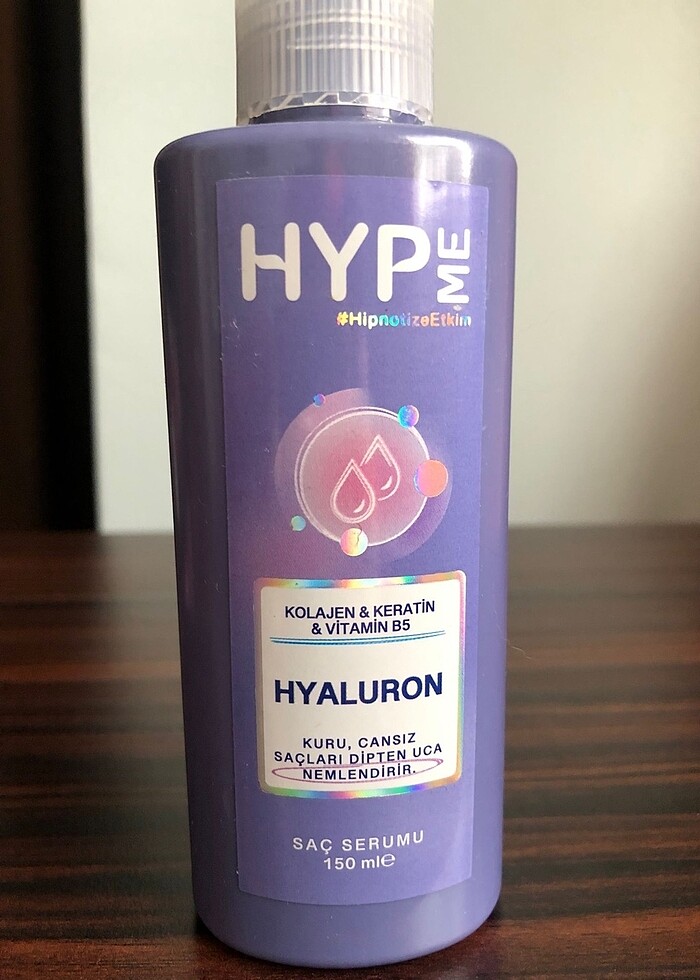 HYP ME
#HipnotizeEtkim
KOLAJEN & KERATİN
& VİTAMİN B5
HYALURON
KURU, CANSIZ
SAÇLARI DİPTEN UCA
NEMLENDİRİR.
SAÇ SERUMU
150 ml℮